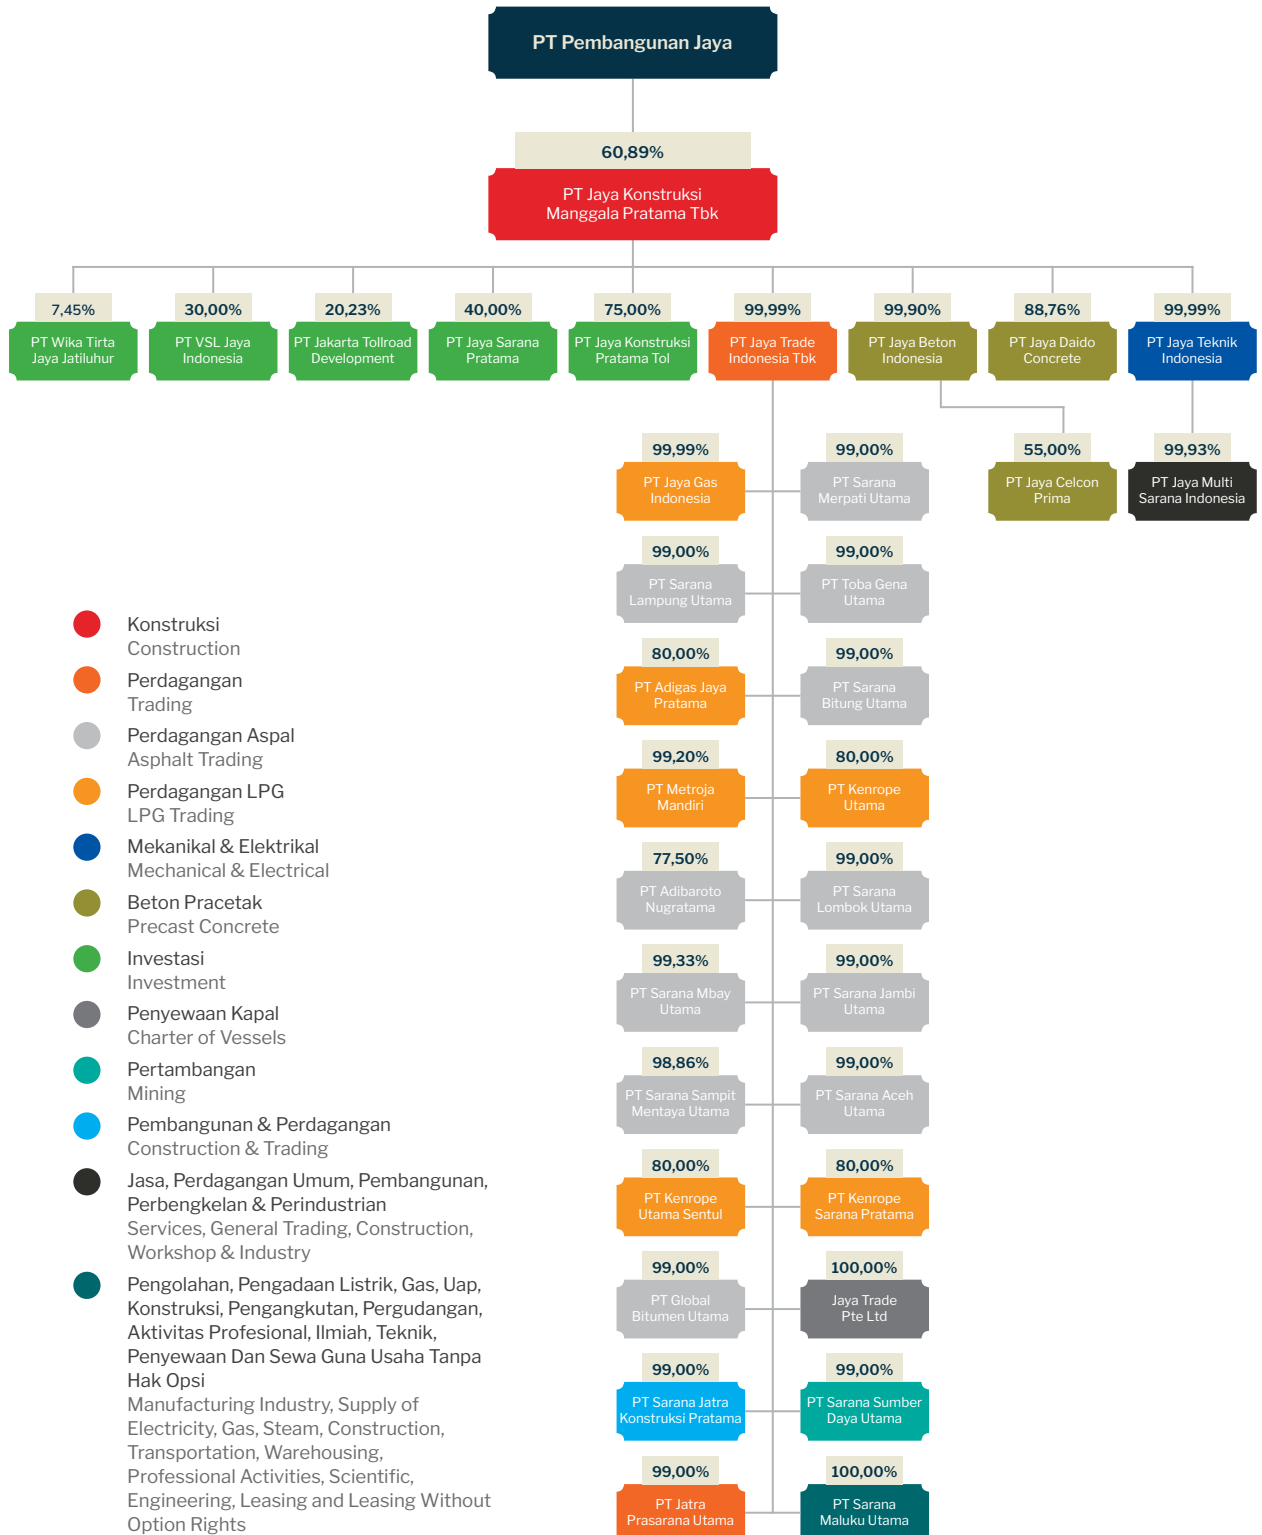 PT Pembangunan Jaya
60,89%
PT Jaya Konstruksi
Manggala Pratama Tbk
7,45%
PT Wika Tirta
Jaya Jatiluhur
30,00%
PT VSL Jaya
Indonesia
20,23%
PT Jakarta Tollroad
Development
40,00%
PT Jaya Sarana
Pratama
75,00%
PT Jaya Konstruksi
Pratama Tol
99,99%
PT Jaya Trade
Indonesia Tbk
99,90%
PT Jaya Beton
Indonesia
88,76%
PT Jaya Daido
Concrete
99,99%
PT Jaya Teknik
Indonesia
99,99%
PT Jaya Gas
Indonesia
99,00%
PT Sarana
Merpati Utama
55,00%
PT Jaya Celcon
Prima
99,93%
PT Jaya Multi
Sarana Indonesia
99,00%
PT Sarana
Lampung Utama
99,00%
PT Toba Gena
Utama
80,00%
PT Adigas Jaya
Pratama
99,00%
PT Sarana
Bitung Utama
99,20%
PT Metroja
Mandiri
80,00%
PT Kenrope
Utama
77,50%
PT Adibaroto
Nugratama
99,00%
PT Sarana
Lombok Utama
99,33%
PT Sarana Mbay
Utama
99,00%
PT Sarana Jambi
Utama
98,86%
PT Sarana Sampit
Mentaya Utama
99,00%
PT Sarana Aceh
Utama
80,00%
PT Kenrope
Utama Sentul
80,00%
PT Kenrope
Sarana Pratama
99,00%
PT Global
Bitumen Utama
100,00%
Jaya Trade
Pte Ltd
99,00%
PT Sarana Jatra
Konstruksi Pratama
99,00%
PT Sarana Sumber
Daya Utama
99,00%
PT Jatra
Prasarana Utama
100,00%
PT Sarana
Maluku Utama
Konstruksi
Construction
Perdagangan
Trading
Perdagangan Aspal
Asphalt Trading
Perdagangan LPG
LPG Trading
Mekanikal & Elektrikal
Mechanical & Electrical
Beton Pracetak
Precast Concrete
Investasi
Investment
Penyewaan Kapal
Charter of Vessels
Pertambangan
Mining
Pembangunan & Perdagangan
Construction & Trading
Jasa, Perdagangan Umum, Pembangunan,
Perbengkelan & Perindustrian
Services, General Trading, Construction,
Workshop & Industry
Pengolahan, Pengadaan Listrik, Gas, Uap,
Konstruksi, Pengangkutan, Pergudangan,
Aktivitas Profesional, Ilmiah, Teknik,
Penyewaan Dan Sewa Guna Usaha Tanpa
Hak Opsi
Manufacturing Industry, Supply of
Electricity, Gas, Steam, Construction,
Transportation, Warehousing,
Professional Activities, Scientific,
Engineering, Leasing and Leasing Without
Option Rights